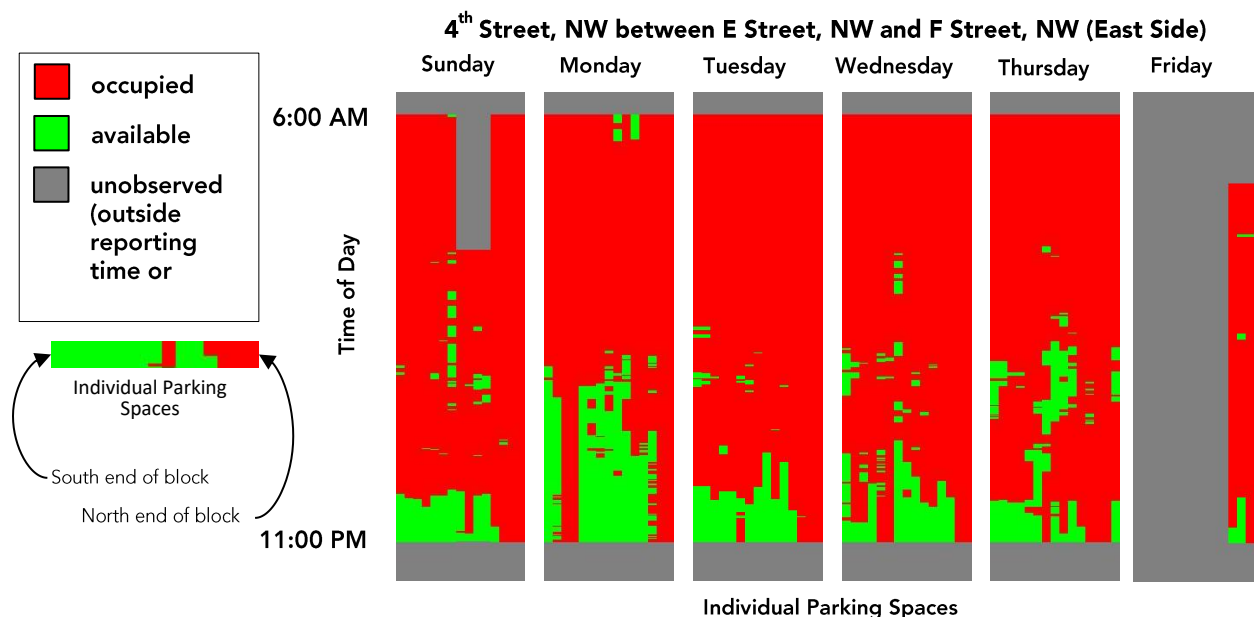 4th Street, NW between E Street, NW and F Street, NW (East Side)
Sunday Monday Tuesday Wednesday Thursday Friday
occupied
available
unobserved
(outside
reporting
time or
6:00 AM
Time of Day
11:00 PM
Individual Parking
Spaces
South end of block
North end of block
Individual Parking Spaces